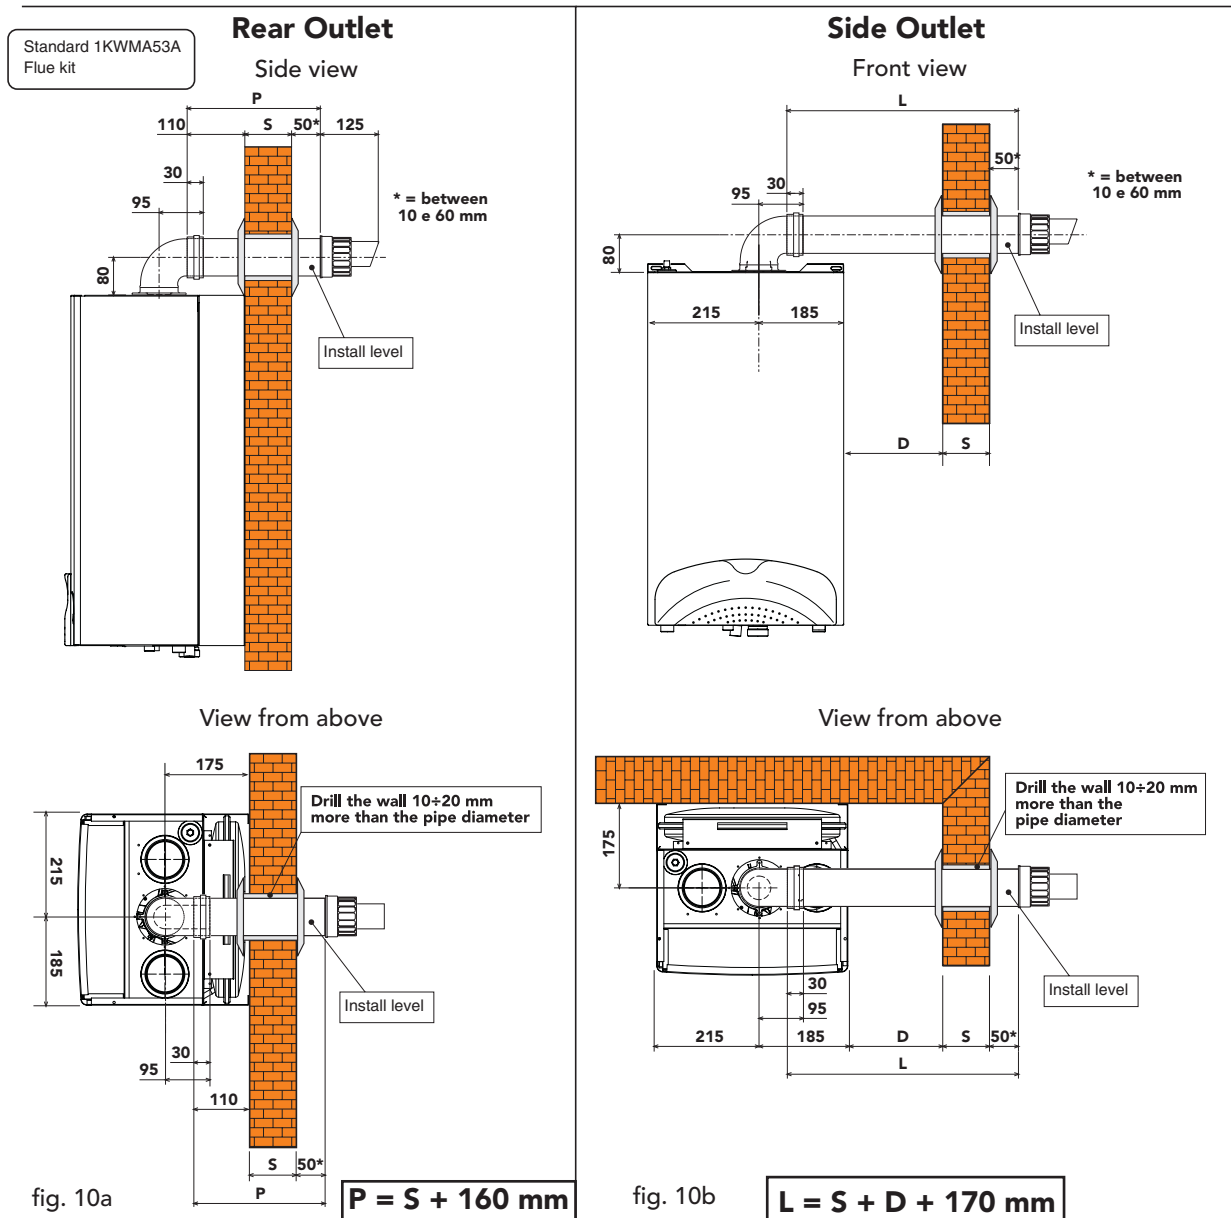 Standard 1KWMA53A
Flue kit
Rear Outlet
Side view
P
110
S
50*
125
30
95
80
* = between
10 e 60 mm
Install level
View from above
175
Drill the wall 10÷20 mm
more than the pipe diameter
215
185
Install level
30
95
110
S
50*
P
fig. 10a
P = S + 160 mm
Side Outlet
Front view
L
50*
30
95
80
* = between
10 e 60 mm
215
185
Install level
D
S
View from above
Drill the wall 10÷20 mm
more than the
pipe diameter
175
30
95
Install level
215
185
D
S
50*
L
fig. 10b
L = S + D + 170 mm